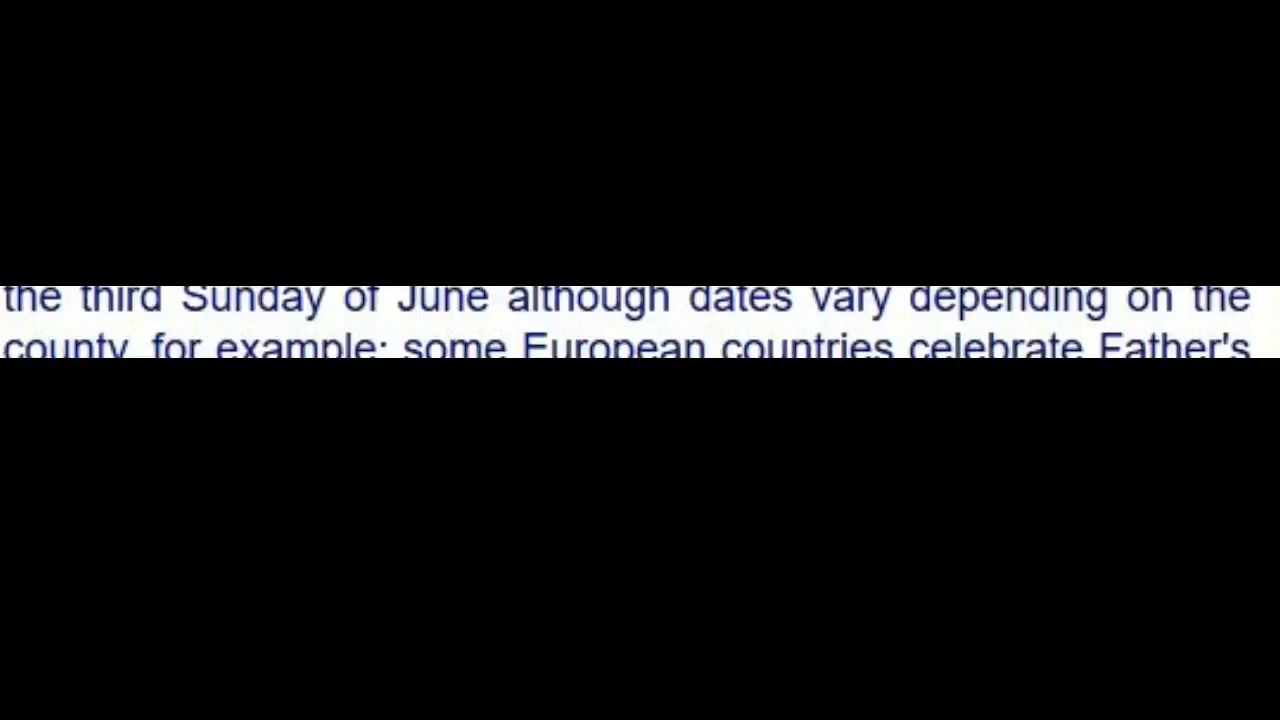 the third Sunday of June although dates vary depending on the
county, for example; some European countries celebrate Father's